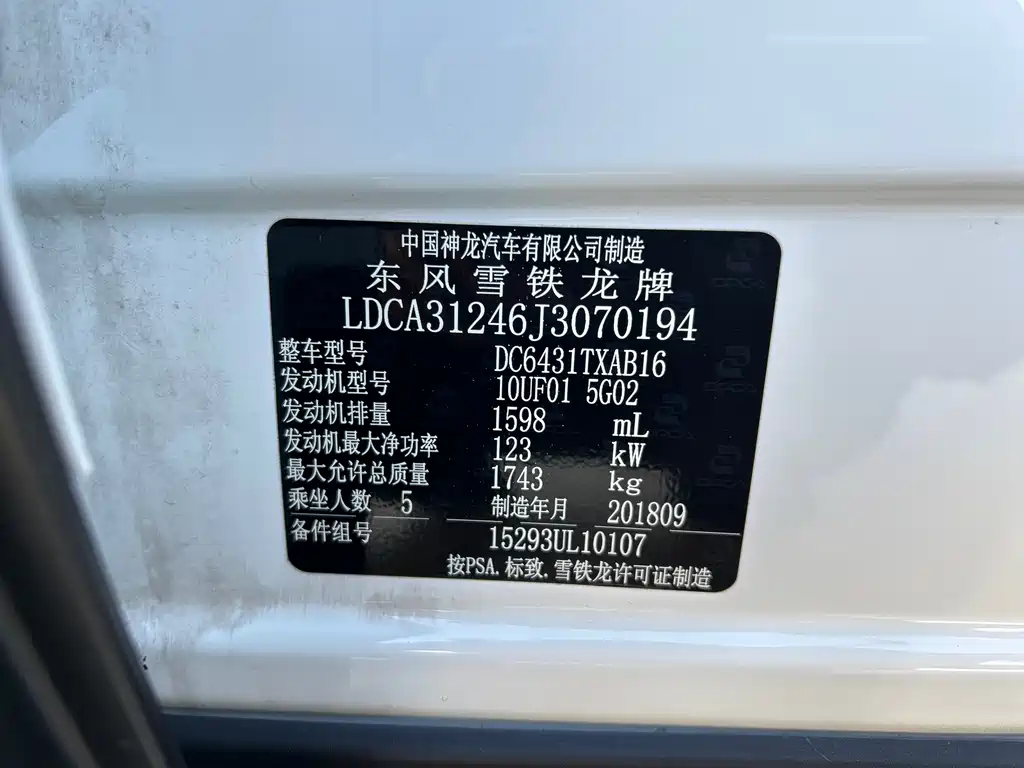 中国神龙汽车有限公司制造
东风雪铁龙牌
LDCA31246J3070194
整车型号 DC6431TXAB16
发动机型号 10UF01 5G02
发动机排量 1598 mL
发动机最大净功率 123 kW
最大允许总质量 1743 kg
乘坐人数 5 制造年月 201809
备件组号 15293UL10107
按PSA.标致.雪铁龙许可证制造